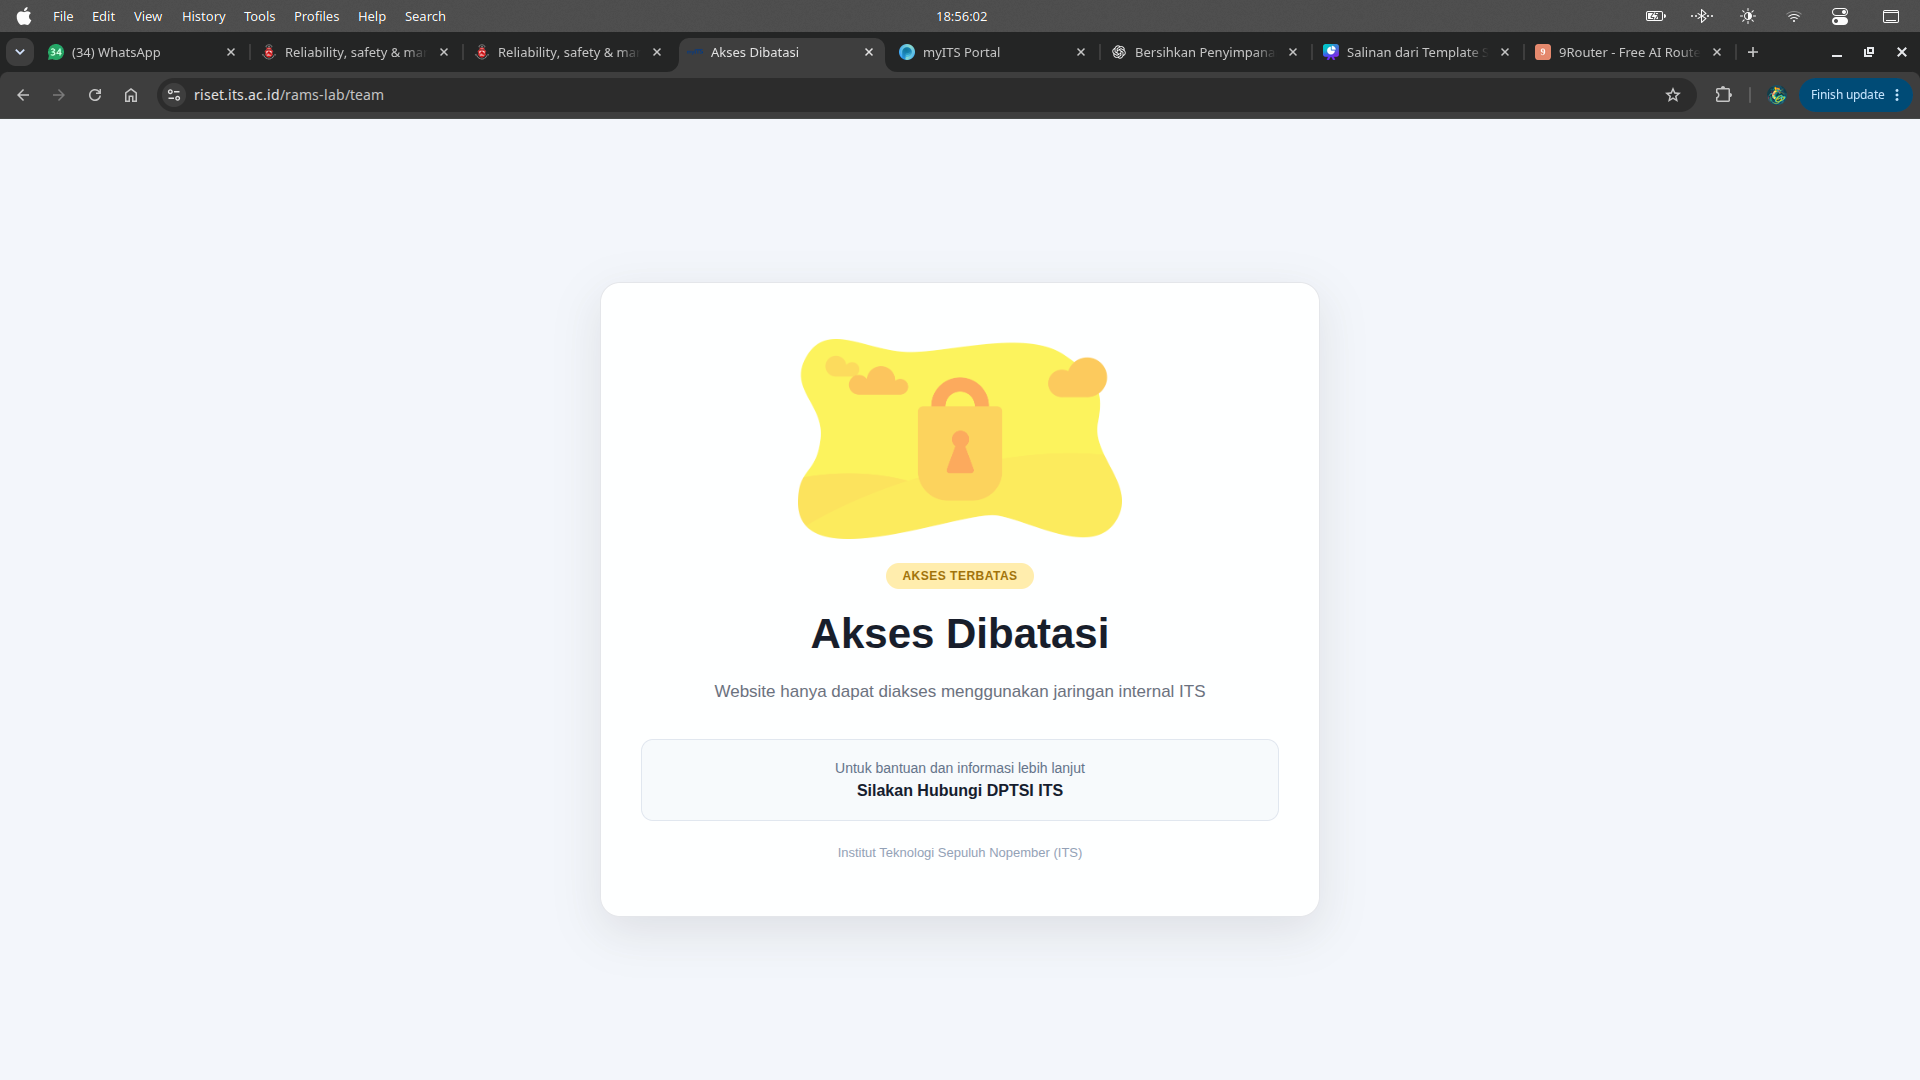 File Edit View History Tools Profiles Help Search 18:56:02
34 (34) WhatsApp
Reliability, safety & ma
Reliability, safety & ma
Akses Dibatasi
myITS Portal
Bersihkan Penyimpana
Salinan dari Template S
9 9Router - Free AI Route
riset.its.ac.id/rams-lab/team
Finish update
AKSES TERBATAS
Akses Dibatasi
Website hanya dapat diakses menggunakan jaringan internal ITS
Untuk bantuan dan informasi lebih lanjut
Silakan Hubungi DPTSI ITS
Institut Teknologi Sepuluh Nopember (ITS)